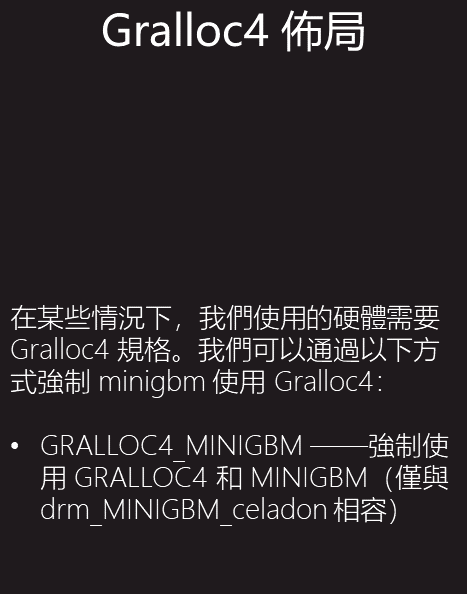 Gralloc4 佈局
在某些情況下，我們使用的硬體需要
Gralloc4 規格。我們可以通過以下方
式強制 minigbm 使用 Gralloc4：
• GRALLOC4_MINIGBM ——強制使
用 GRALLOC4 和 MINIGBM（僅與
drm_MINIGBM_celadon 相容）